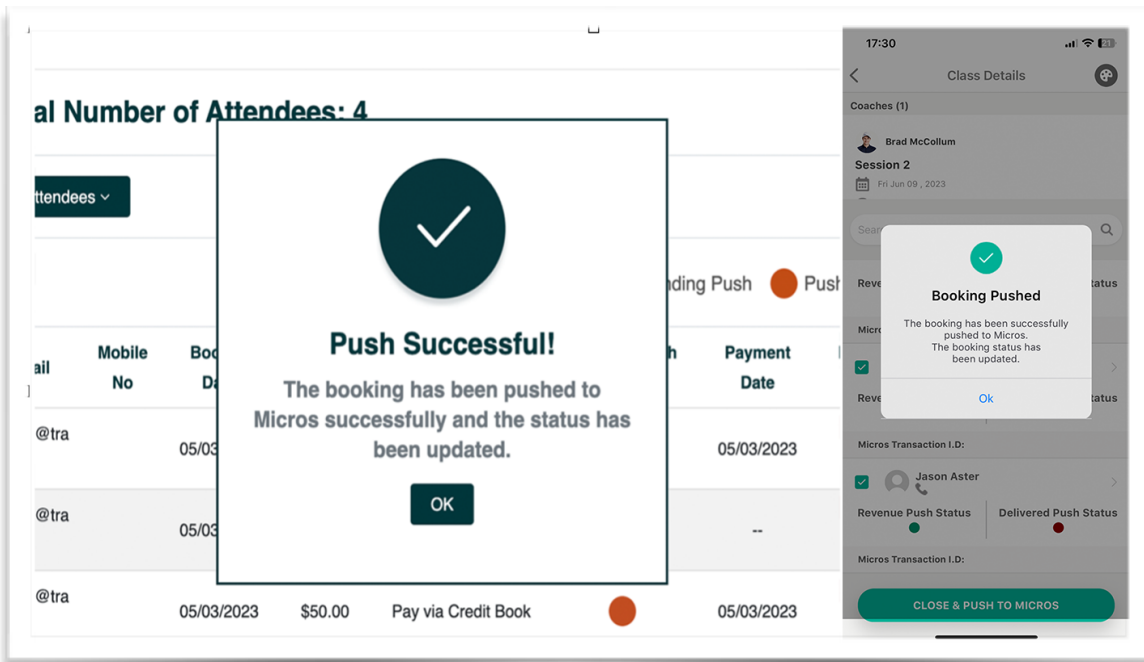 al Number of Attendees: 4
ttendees
nding Push Push
ail Mobile No Payment Date
@tra 05/03 05/03/2023
@tra 05/03 --
@tra 05/03/2023 $50.00 Pay via Credit Book 05/03/2023
Push Successful!
The booking has been pushed to
Micros successfully and the status has
been updated.
OK
17:30
21
Class Details
Coaches (1)
Brad McCollum
Session 2
Fri Jun 09 , 2023
Sear
Reve tatus
Micro
Reve tatus
Booking Pushed
The booking has been successfully
pushed to Micros.
The booking status has
been updated.
Ok
Micros Transaction I.D:
Jason Aster
Revenue Push Status Delivered Push Status
Micros Transaction I.D:
CLOSE & PUSH TO MICROS